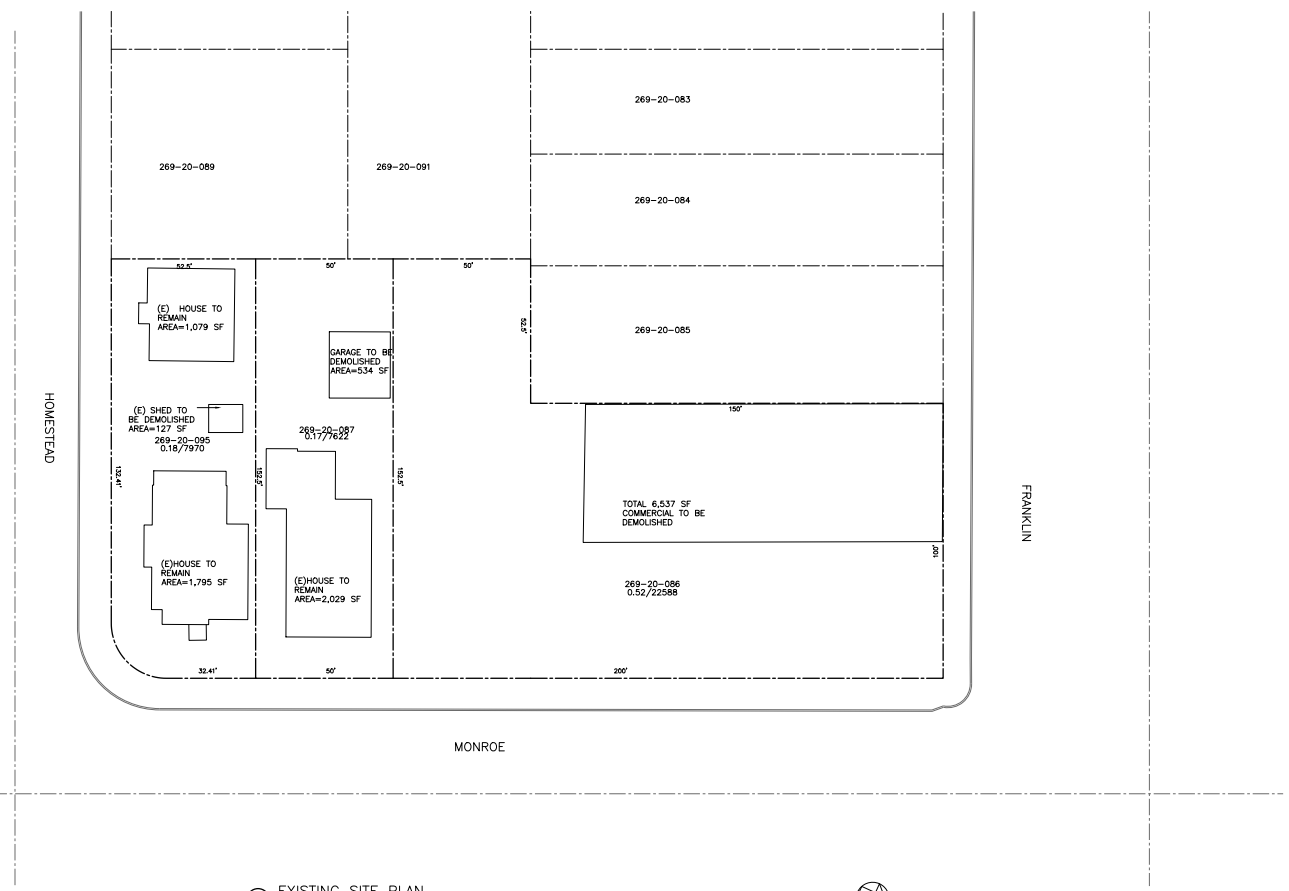 269-20-083
269-20-089
269-20-091
269-20-084
52.5'
50'
50'
(E) HOUSE TO
REMAIN
AREA=1,079 SF
52.5'
269-20-085
GARAGE TO BE
DEMOLISHED
AREA=534 SF
HOMESTEAD
(E) SHED TO
BE DEMOLISHED
AREA=127 SF
269-20-095
0.18/7970
269-20-087
0.17/7622
150'
132.41'
152.5'
152.5'
TOTAL 6,537 SF
COMMERCIAL TO BE
DEMOLISHED
FRANKLIN
100'
(E)HOUSE TO
REMAIN
AREA=1,795 SF
(E)HOUSE TO
REMAIN
AREA=2,029 SF
269-20-086
0.52/22588
32.41'
50'
200'
MONROE
EXISTING SITE PLAN